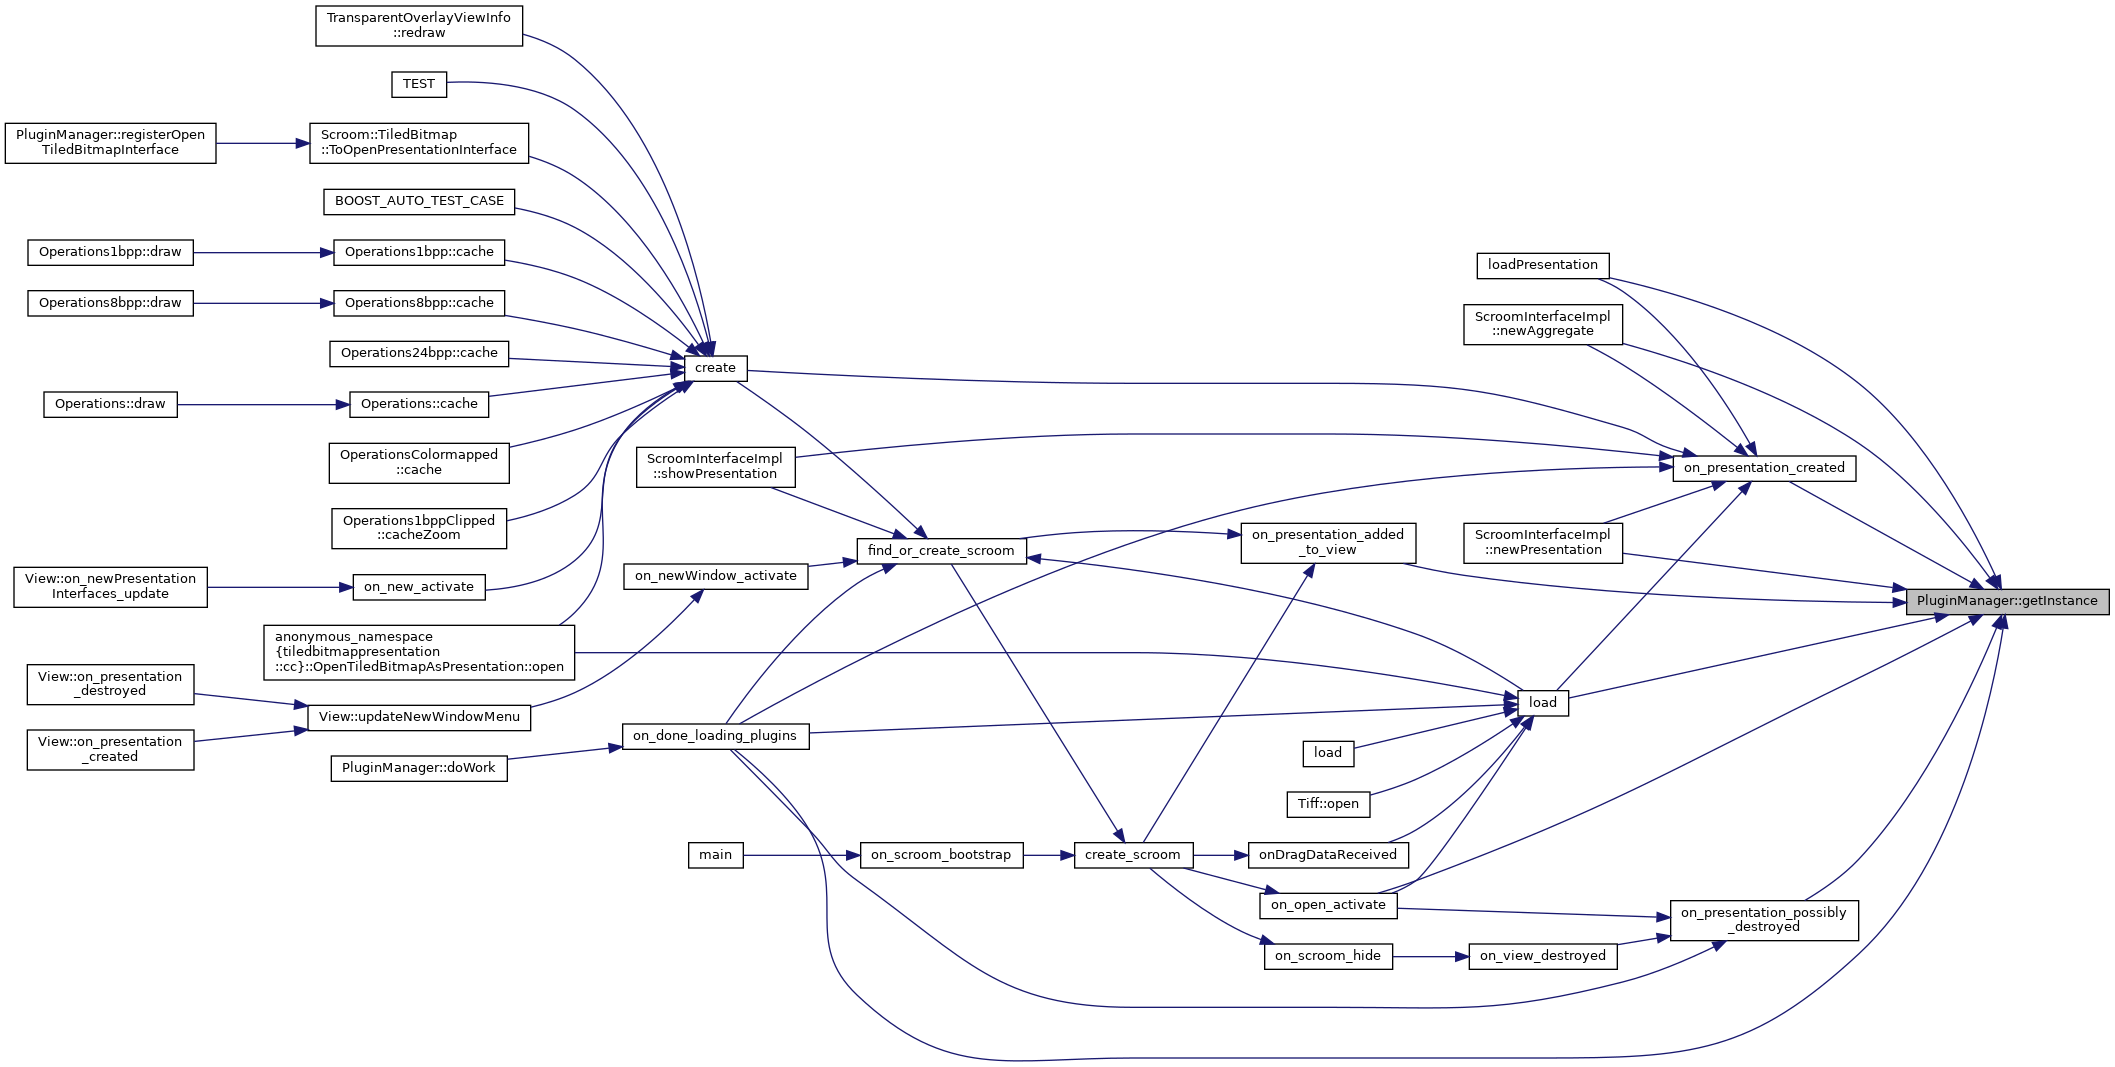 TransparentOverlayViewInfo
::redraw
TEST
PluginManager::registerOpen
TiledBitmapInterface
Scroom::TiledBitmap
::ToOpenPresentationInterface
BOOST_AUTO_TEST_CASE
Operations1bpp::draw
Operations1bpp::cache
Operations8bpp::draw
Operations8bpp::cache
Operations24bpp::cache
create
Operations::draw
Operations::cache
OperationsColormapped
::cache
Operations1bppClipped
::cacheZoom
View::on_newPresentation
Interfaces_update
on_new_activate
anonymous_namespace
{tiledbitmappresentation
::cc}::OpenTiledBitmapAsPresentation::open
View::on_presentation
_destroyed
View::on_presentation
_created
View::updateNewWindowMenu
PluginManager::doWork
ScroomInterfaceImpl
::showPresentation
find_or_create_scroom
on_newWindow_activate
on_done_loading_plugins
main
on_scroom_bootstrap
create_scroom
loadPresentation
ScroomInterfaceImpl
::newAggregate
on_presentation_created
on_presentation_added
_to_view
ScroomInterfaceImpl
::newPresentation
PluginManager::getInstance
load
load
Tiff::open
onDragDataReceived
on_open_activate
on_scroom_hide
on_view_destroyed
on_presentation_possibly
_destroyed